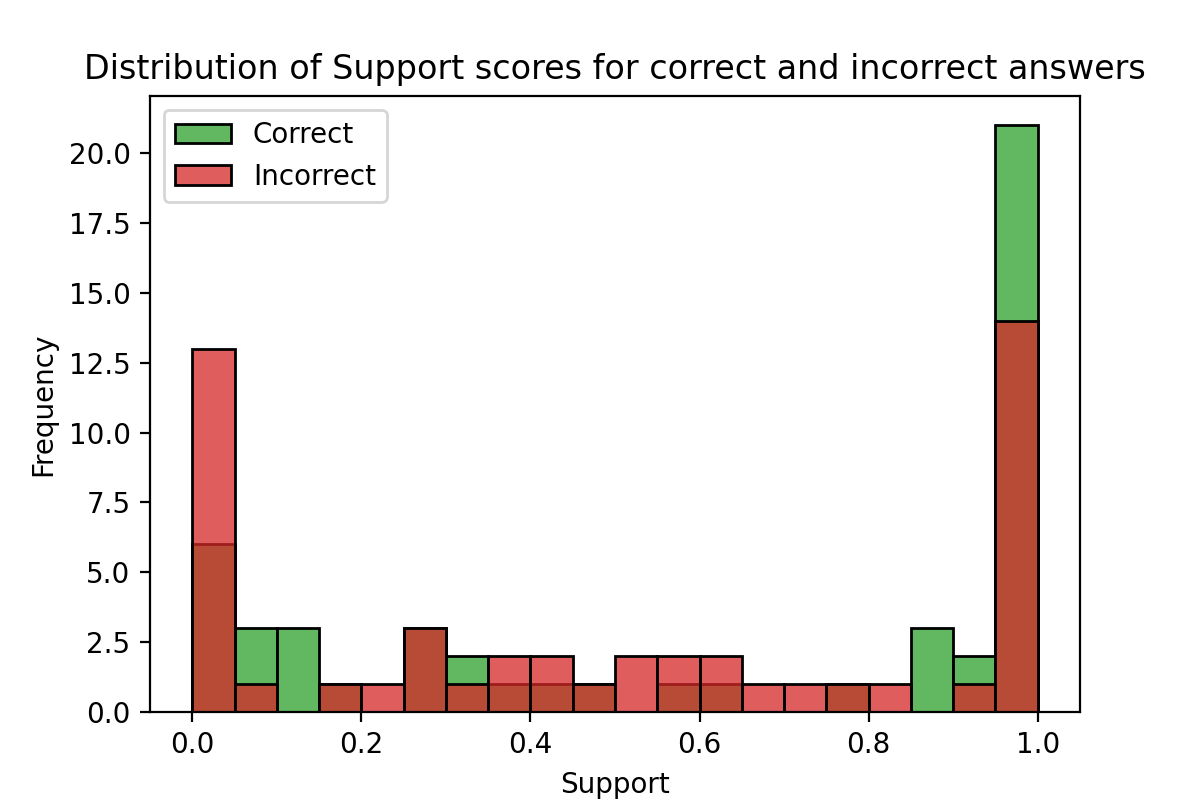 Distribution of Support scores for correct and incorrect answers
Correct
Incorrect
Frequency
20.0
17.5
15.0
12.5
10.0
7.5
5.0
2.5
0.0
0.0 0.2 0.4 0.6 0.8 1.0
Support